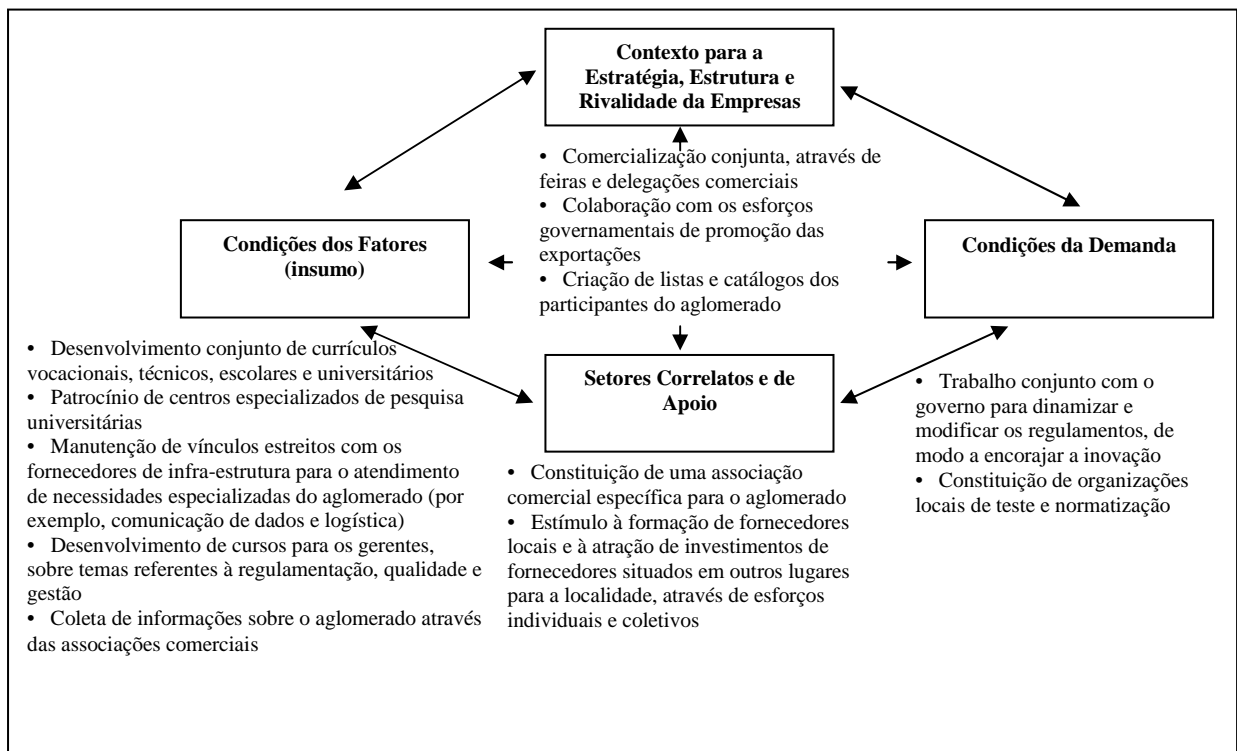 Contexto para a
Estratégia, Estrutura e
Rivalidade da Empresas
• Comercialização conjunta, através de
feiras e delegações comerciais
• Colaboração com os esforços
governamentais de promoção das
exportações
• Criação de listas e catálogos dos
participantes do aglomerado
Condições dos Fatores
(insumo)
• Desenvolvimento conjunto de currículos
vocacionais, técnicos, escolares e universitários
• Patrocínio de centros especializados de pesquisa
universitárias
• Manutenção de vínculos estreitos com os
fornecedores de infra-estrutura para o atendimento
de necessidades especializadas do aglomerado (por
exemplo, comunicação de dados e logística)
• Desenvolvimento de cursos para os gerentes,
sobre temas referentes à regulamentação, qualidade e
gestão
• Coleta de informações sobre o aglomerado através
das associações comerciais
Setores Correlatos e de
Apoio
• Constituição de uma associação
comercial específica para o aglomerado
• Estímulo à formação de fornecedores
locais e à atração de investimentos de
fornecedores situados em outros lugares
para a localidade, através de esforços
individuais e coletivos
Condições da Demanda
• Trabalho conjunto com o
governo para dinamizar e
modificar os regulamentos, de
modo a encorajar a inovação
• Constituição de organizações
locais de teste e normatização